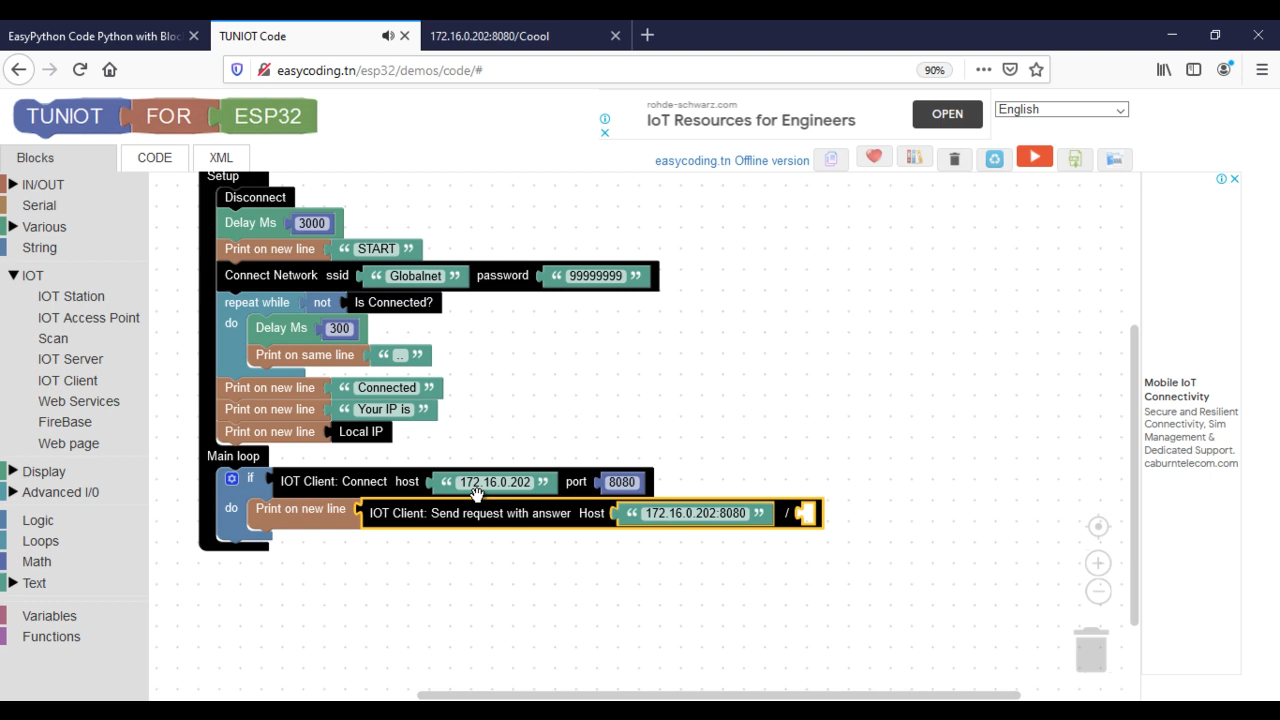 EasyPython Code Python with Bloc
TUNIOT Code
172.16.0.202:8080/Coool
easycoding.tn/esp32/demos/code/#
90%
TUNIOT FOR ESP32
rohde-schwarz.com
IoT Resources for Engineers
OPEN
English
Blocks
CODE
XML
easycoding.tn Offline version
IN/OUT
Serial
Various
String
IOT
IOT Station
IOT Access Point
Scan
IOT Server
IOT Client
Web Services
FireBase
Web page
Display
Advanced I/0
Logic
Loops
Math
Text
Variables
Functions
Setup
Disconnect
Delay Ms 3000
Print on new line “ START ”
Connect Network ssid “ Globalnet ” password “ 99999999 ”
repeat while not Is Connected?
do Delay Ms 300
Print on same line “ .. ”
Print on new line “ Connected ”
Print on new line “ Your IP is ”
Print on new line Local IP
Main loop
if IOT Client: Connect host “ 172.16.0.202 ” port 8080
do Print on new line IOT Client: Send request with answer Host “ 172.16.0.202:8080 ” /
Mobile IoT
Connectivity
Secure and Resilient
Connectivity, Sim
Management &
Dedicated Support.
caburntelecom.com